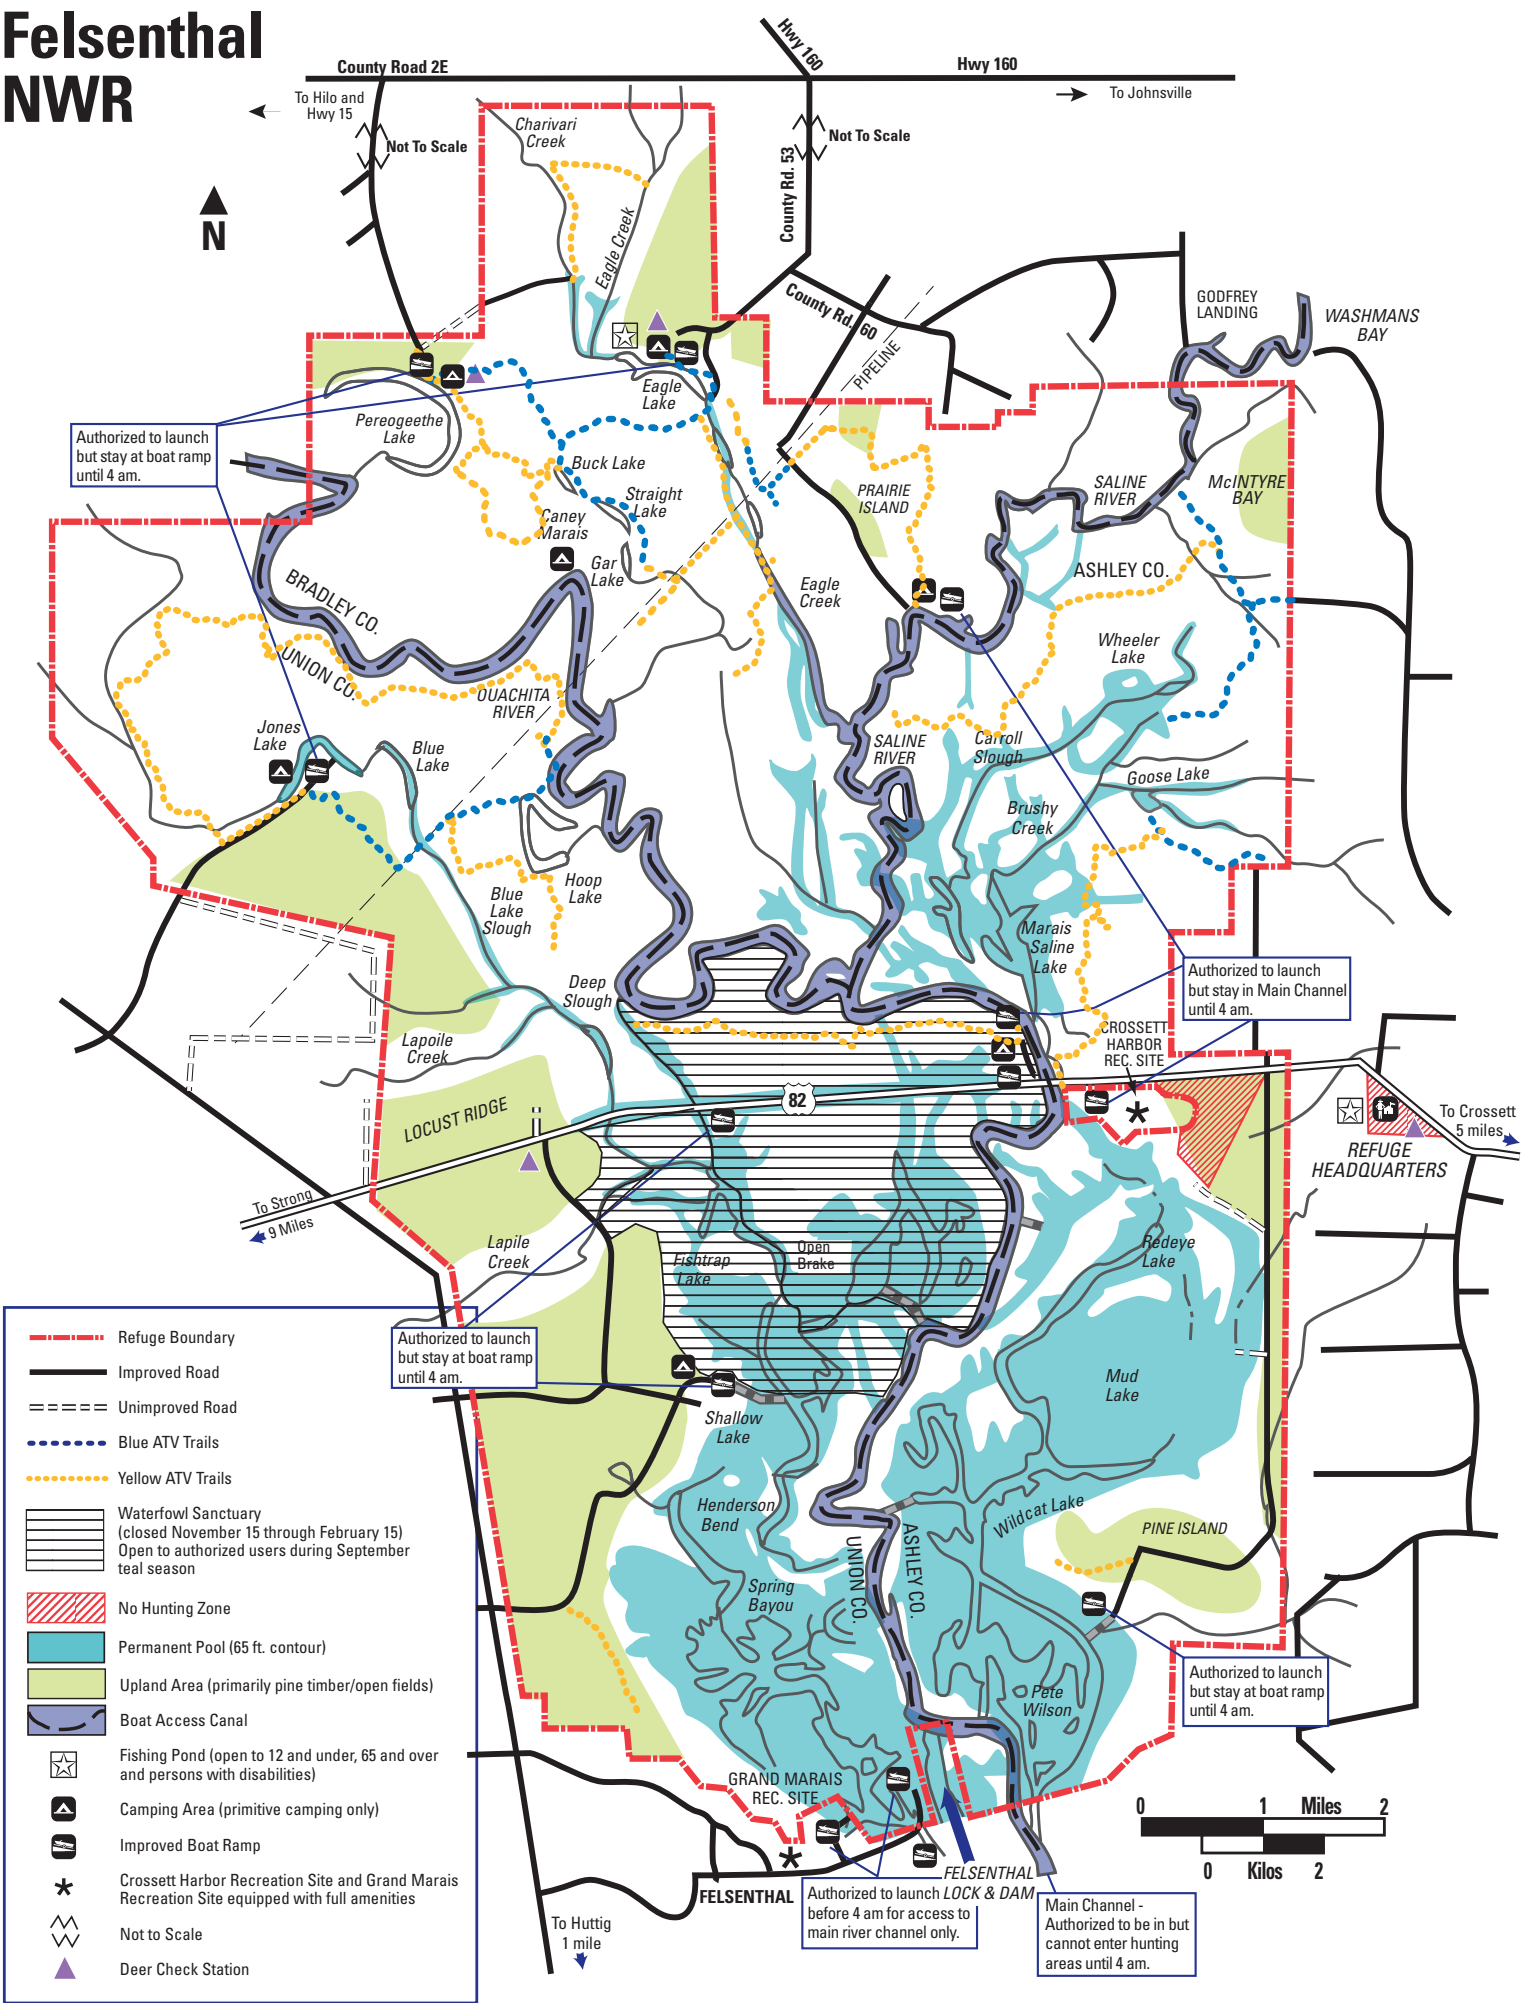 Felsenthal
NWR
County Road 2E
Hwy 160
Hwy 160
To Hilo and
Hwy 15
To Johnsville
Not To Scale
Not To Scale
County Rd. 53
N
Charivari
Creek
Eagle Creek
County Rd. 60
PIPELINE
GODFREY
LANDING
WASHMANS
BAY
Eagle
Lake
Pereogeethe
Lake
Authorized to launch
but stay at boat ramp
until 4 am.
Buck Lake
Straight
Lake
Caney
Marais
Gar
Lake
PRAIRIE
ISLAND
SALINE
RIVER
McINTYRE
BAY
ASHLEY CO.
BRADLEY CO.
UNION CO.
Eagle
Creek
Wheeler
Lake
OUACHITA
RIVER
Jones
Lake
Blue
Lake
SALINE
RIVER
Carroll
Slough
Goose Lake
Brushy
Creek
Hoop
Lake
Blue
Lake
Slough
Marais
Saline
Lake
Deep
Slough
Authorized to launch
but stay in Main Channel
until 4 am.
Lapoile
Creek
CROSSETT
HARBOR
REC. SITE
82
LOCUST RIDGE
To Crossett
5 miles
REFUGE
HEADQUARTERS
To Strong
9 Miles
Lapile
Creek
Fishtrap
Lake
Open
Brake
Redeye
Lake
Authorized to launch
but stay at boat ramp
until 4 am.
Mud
Lake
Shallow
Lake
Henderson
Bend
Wildcat Lake
PINE ISLAND
UNION CO.
ASHLEY CO.
Spring
Bayou
Pete
Wilson
Authorized to launch
but stay at boat ramp
until 4 am.
GRAND MARAIS
REC. SITE
0 1 Miles 2
0 Kilos 2
FELSENTHAL
FELSENTHAL
LOCK & DAM
Authorized to launch
before 4 am for access to
main river channel only.
Main Channel -
Authorized to be in but
cannot enter hunting
areas until 4 am.
To Huttig
1 mile
Refuge Boundary
Improved Road
Unimproved Road
Blue ATV Trails
Yellow ATV Trails
Waterfowl Sanctuary
(closed November 15 through February 15)
Open to authorized users during September
teal season
No Hunting Zone
Permanent Pool (65 ft. contour)
Upland Area (primarily pine timber/open fields)
Boat Access Canal
Fishing Pond (open to 12 and under, 65 and over
and persons with disabilities)
Camping Area (primitive camping only)
Improved Boat Ramp
Crossett Harbor Recreation Site and Grand Marais
Recreation Site equipped with full amenities
Not to Scale
Deer Check Station